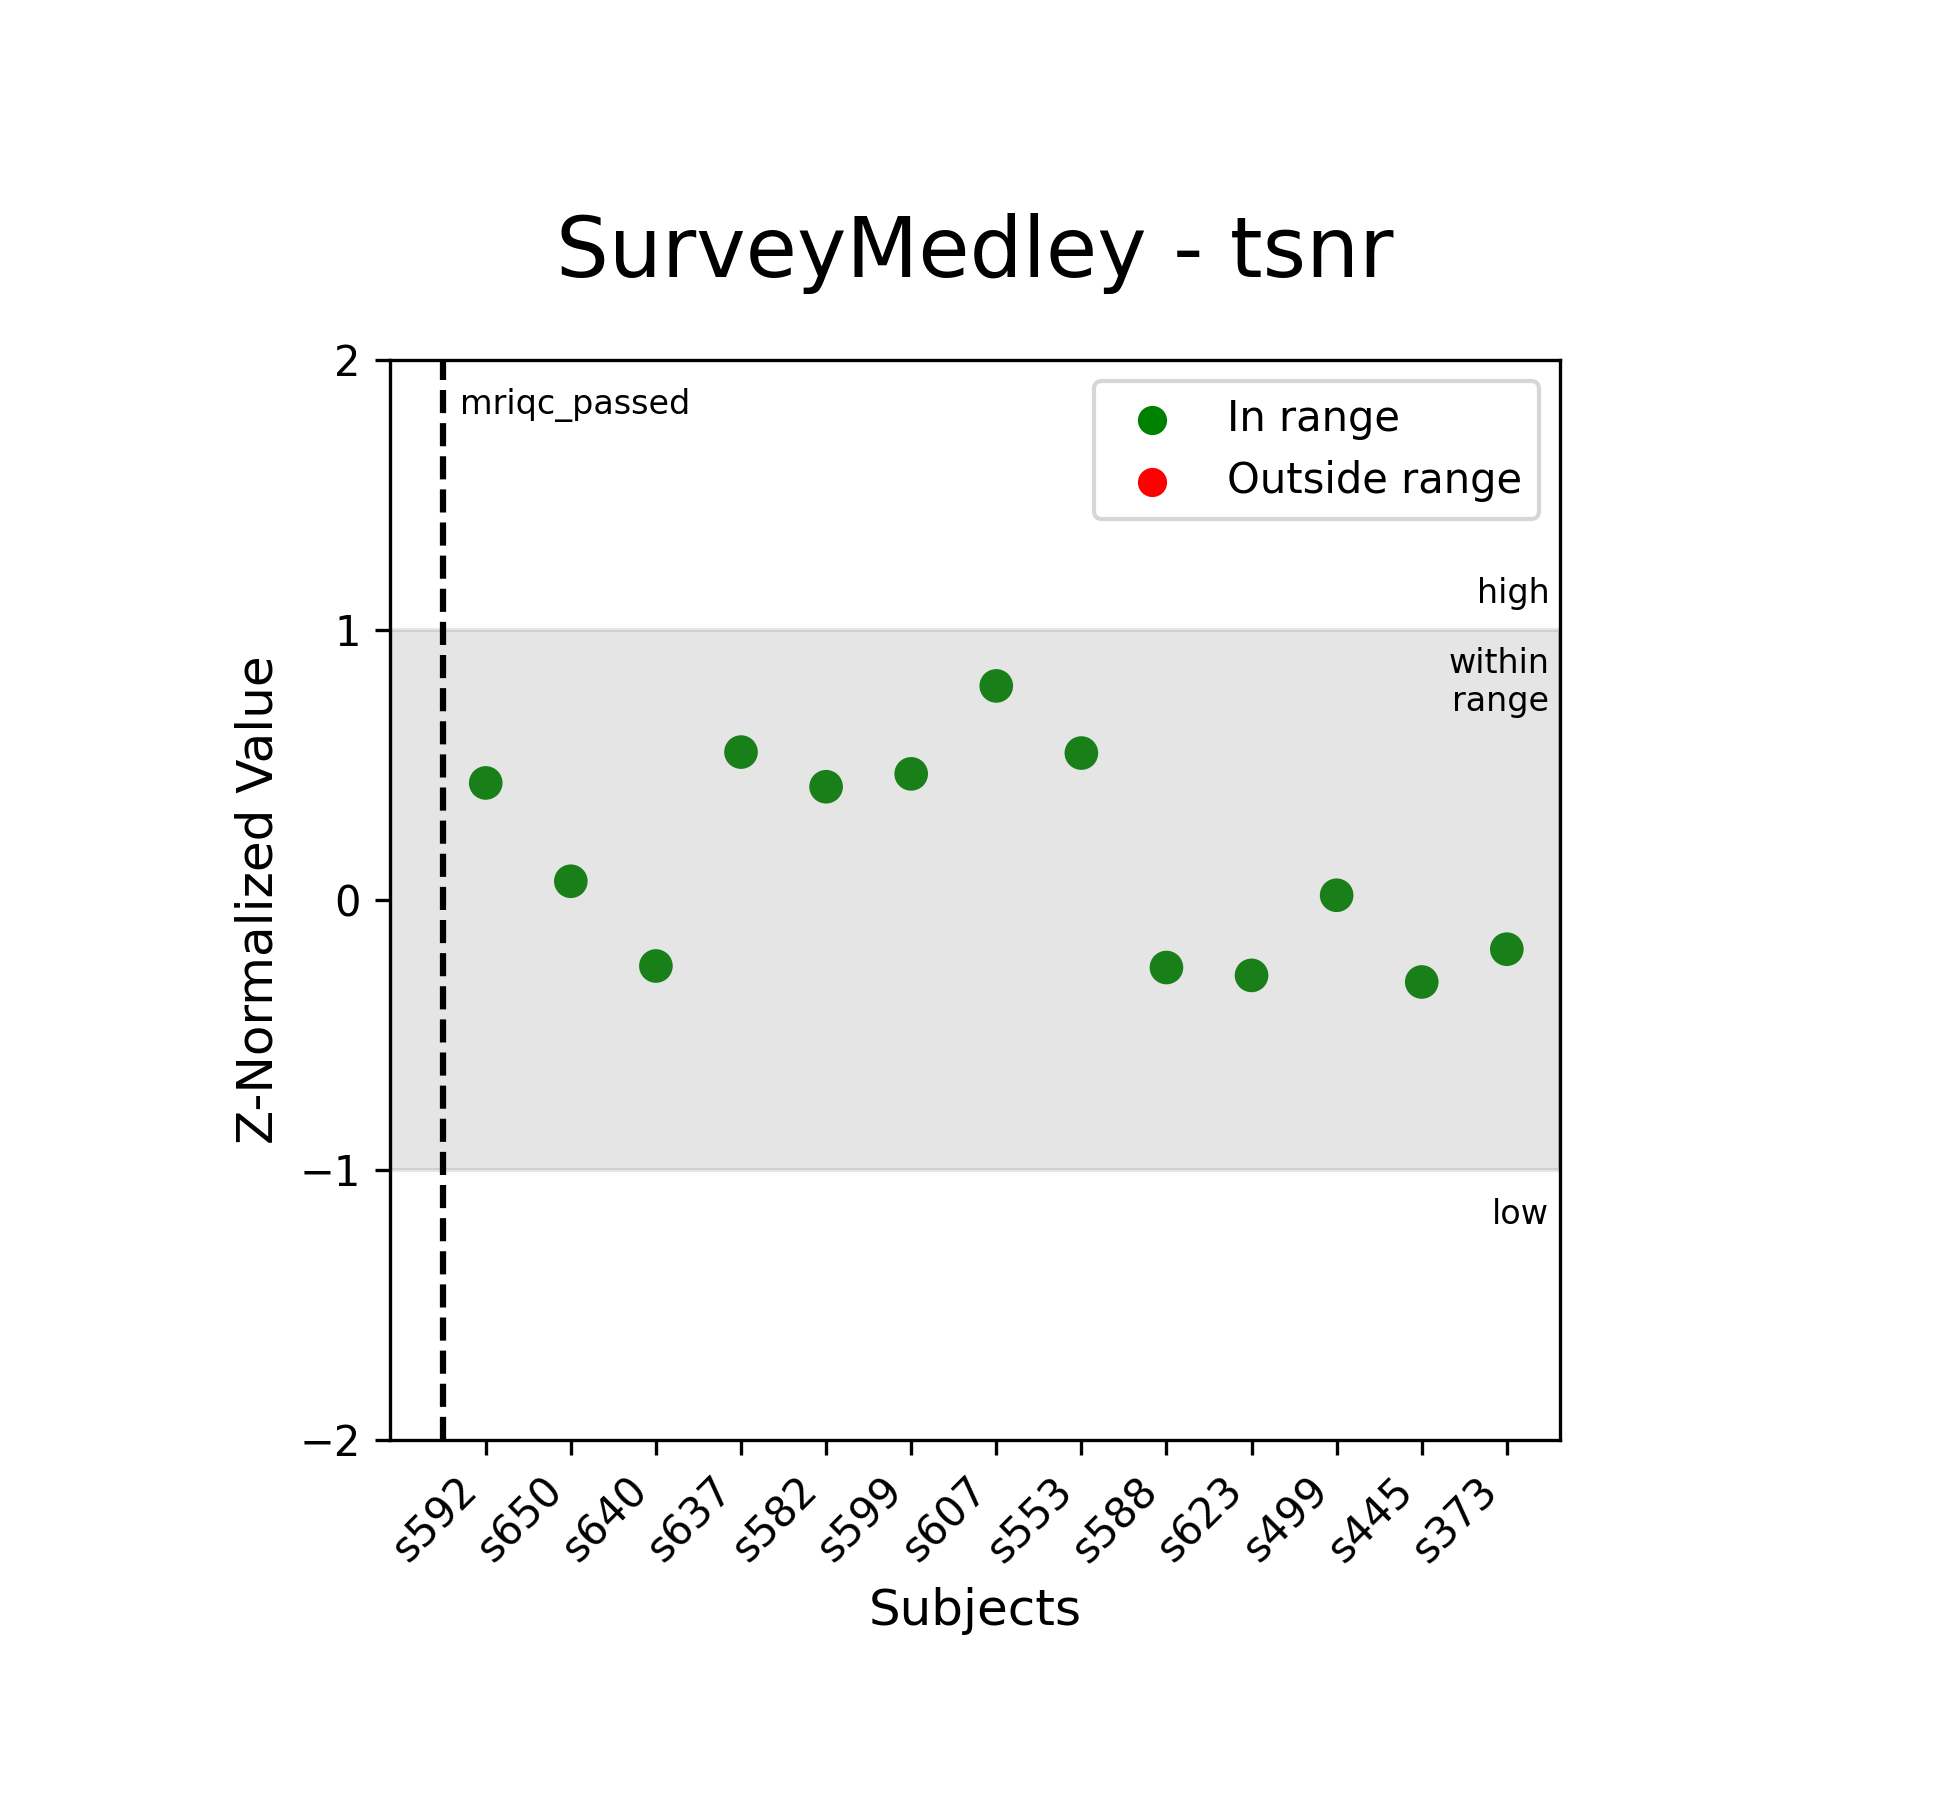 SurveyMedley - tsnr
2
mriqc_passed
In range
Outside range
high
1
within
range
Z-Normalized Value
0
−1
low
−2
s592
s650
s640
s637
s582
s599
s607
s553
s588
s623
s499
s445
s373
Subjects